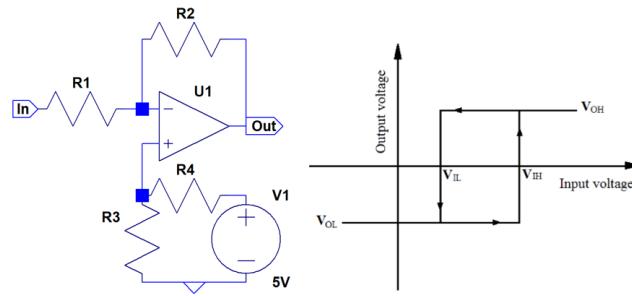 R2
R1
U1
In
Out
R4
V1
R3
5V
Output voltage
V_OH
V_IL
V_IH
Input voltage
V_OL